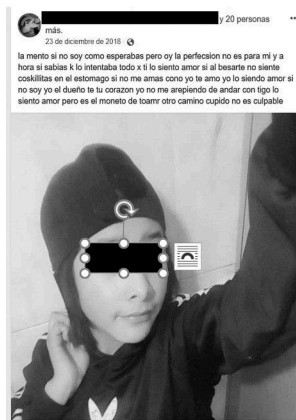 y 20 personas
más.
23 de diciembre de 2018
la mento si no soy como esperabas pero oy la perfecsion no es para mi y a
hora si sabias k lo intentaba todo x ti lo siento amor si al besarte no siente
coskillitas en el estomago si no me amas cono yo te amo yo lo siendo amor si
no soy yo el dueño te tu corazon yo no me arepiendo de andar con tigo lo
siento amor pero es el moneto de toamr otro camino cupido no es culpable